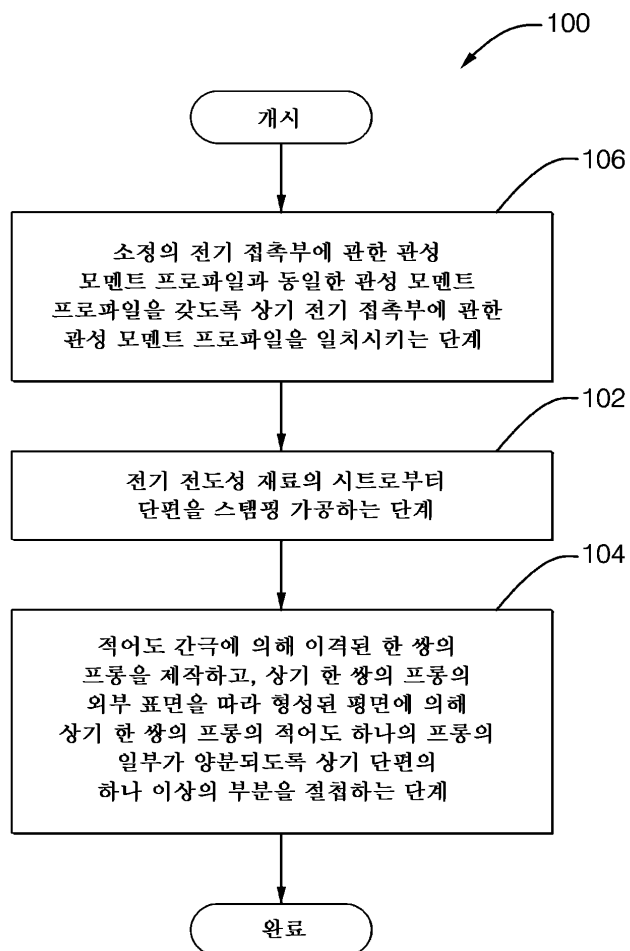 100
개시
106
소정의 전기 접촉부에 관한 관성
모멘트 프로파일과 동일한 관성 모멘트
프로파일을 갖도록 상기 전기 접촉부에 관한
관성 모멘트 프로파일을 일치시키는 단계
102
전기 전도성 재료의 시트로부터
단편을 스탬핑 가공하는 단계
104
적어도 간극에 의해 이격된 한 쌍의
프롱을 제작하고, 상기 한 쌍의 프롱의
외부 표면을 따라 형성된 평면에 의해
상기 한 쌍의 프롱의 적어도 하나의 프롱의
일부가 양분되도록 상기 단편의
하나 이상의 부분을 절첩하는 단계
완료